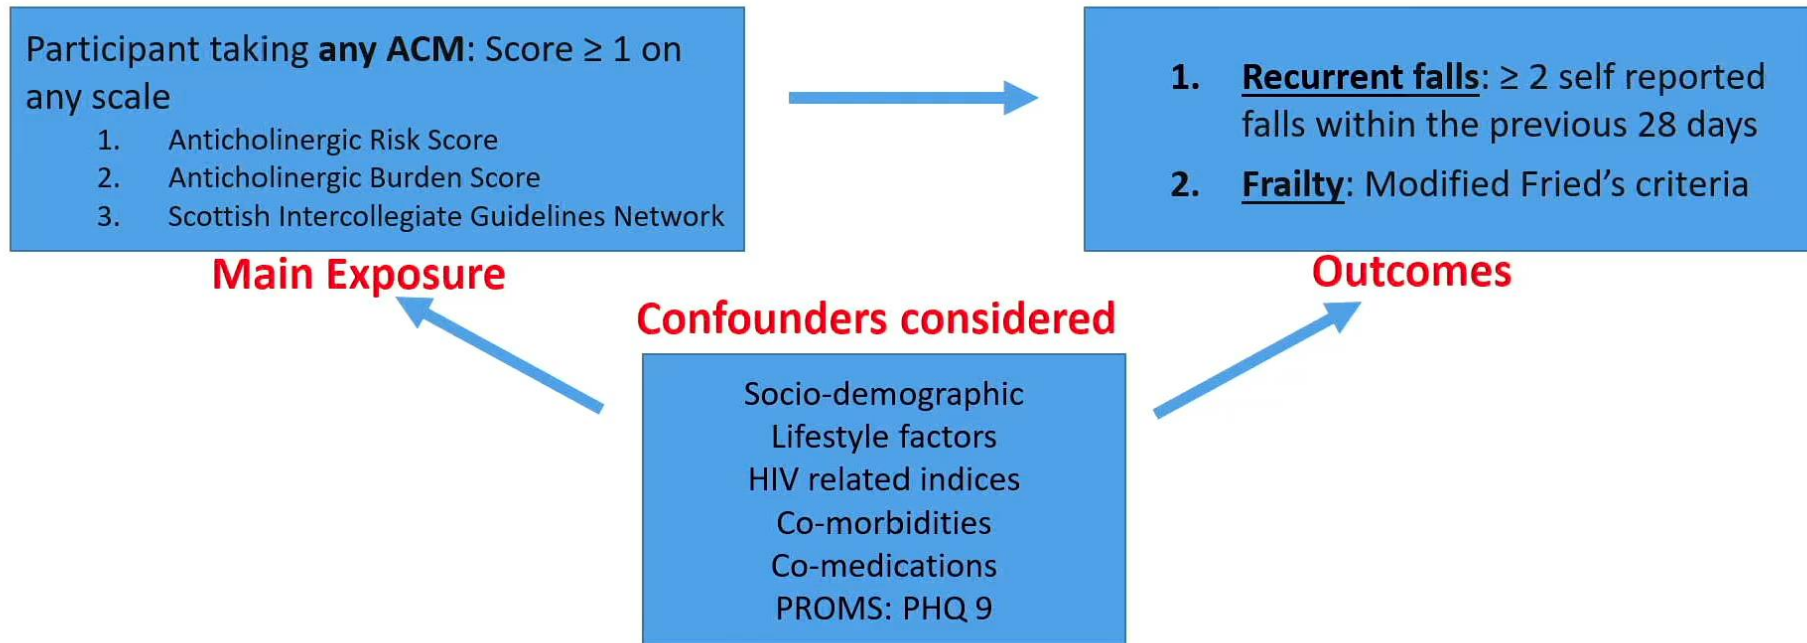 Participant taking any ACM: Score ≥ 1 on
any scale
1. Anticholinergic Risk Score
2. Anticholinergic Burden Score
3. Scottish Intercollegiate Guidelines Network
Main Exposure
1. Recurrent falls: ≥ 2 self reported
falls within the previous 28 days
2. Frailty: Modified Fried's criteria
Outcomes
Confounders considered
Socio-demographic
Lifestyle factors
HIV related indices
Co-morbidities
Co-medications
PROMS: PHQ 9